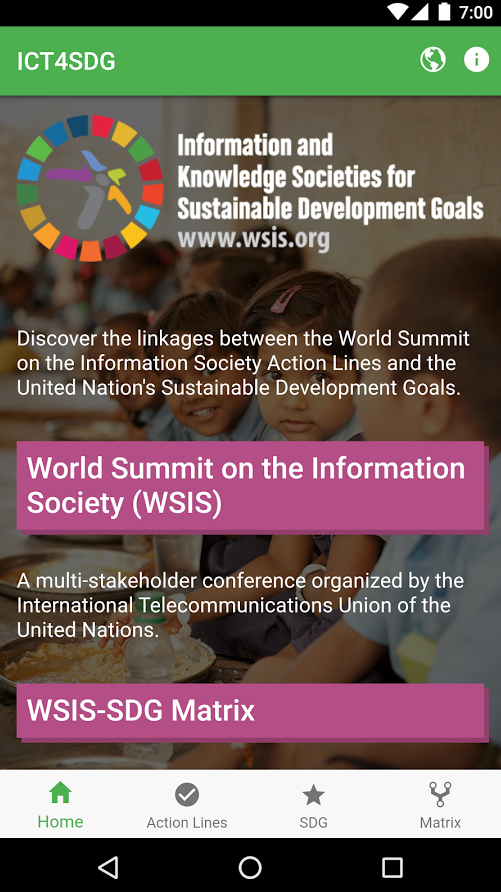 7:00
ICT4SDG
Information and
Knowledge Societies for
Sustainable Development Goals
www.wsis.org
Discover the linkages between the World Summit
on the Information Society Action Lines and the
United Nation's Sustainable Development Goals.
World Summit on the Information
Society (WSIS)
A multi-stakeholder conference organized by the
International Telecommunications Union of the
United Nations.
WSIS-SDG Matrix
Home Action Lines SDG Matrix